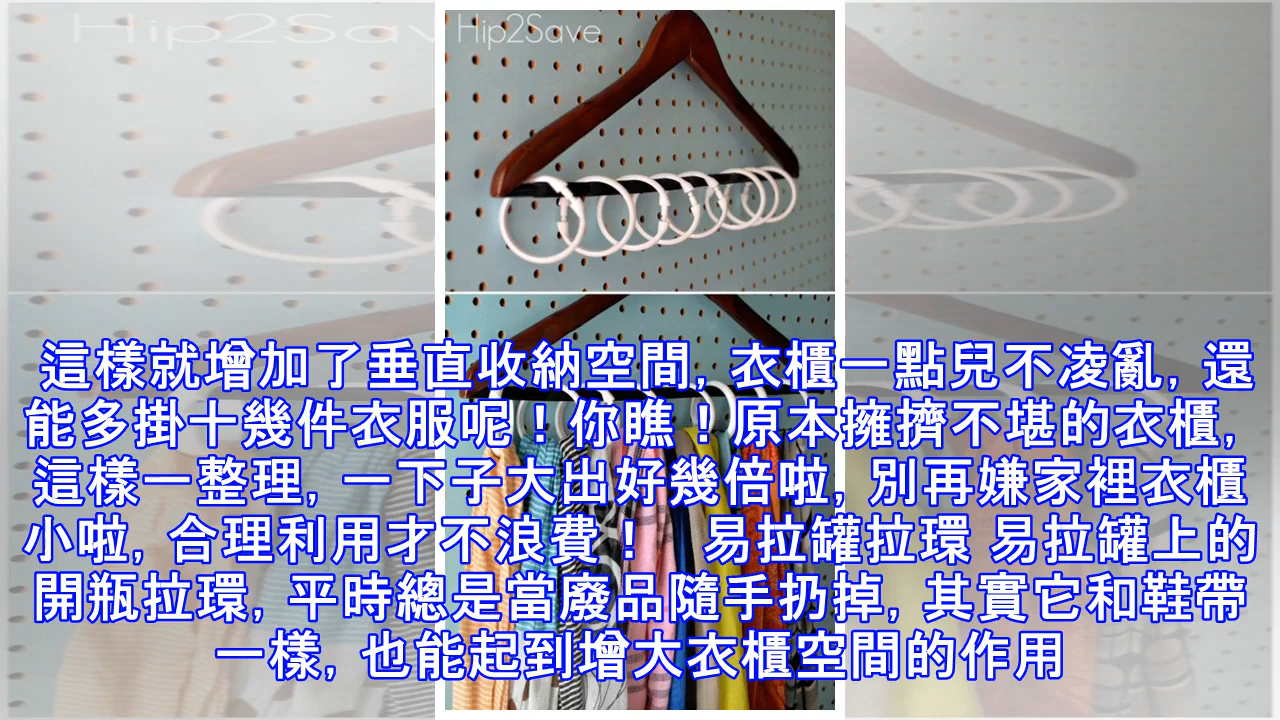 Hip2Save
Hip2Save
這樣就增加了垂直收納空間, 衣櫃一點兒不凌亂, 還
能多掛十幾件衣服呢！你瞧！原本擁擠不堪的衣櫃,
這樣一整理, 一下子大出好幾倍啦, 別再嫌家裡衣櫃
小啦, 合理利用才不浪費！ 易拉罐拉環 易拉罐上的
開瓶拉環, 平時總是當廢品隨手扔掉, 其實它和鞋帶
一樣, 也能起到增大衣櫃空間的作用